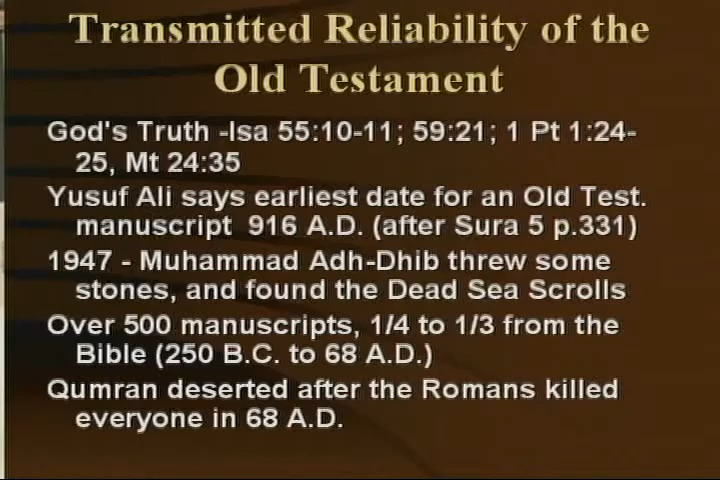 Transmitted Reliability of the
Old Testament
God's Truth -Isa 55:10-11; 59:21; 1 Pt 1:24-
25, Mt 24:35
Yusuf Ali says earliest date for an Old Test.
manuscript  916 A.D. (after Sura 5 p.331)
1947 - Muhammad Adh-Dhib threw some
stones, and found the Dead Sea Scrolls
Over 500 manuscripts, 1/4 to 1/3 from the
Bible (250 B.C. to 68 A.D.)
Qumran deserted after the Romans killed
everyone in 68 A.D.